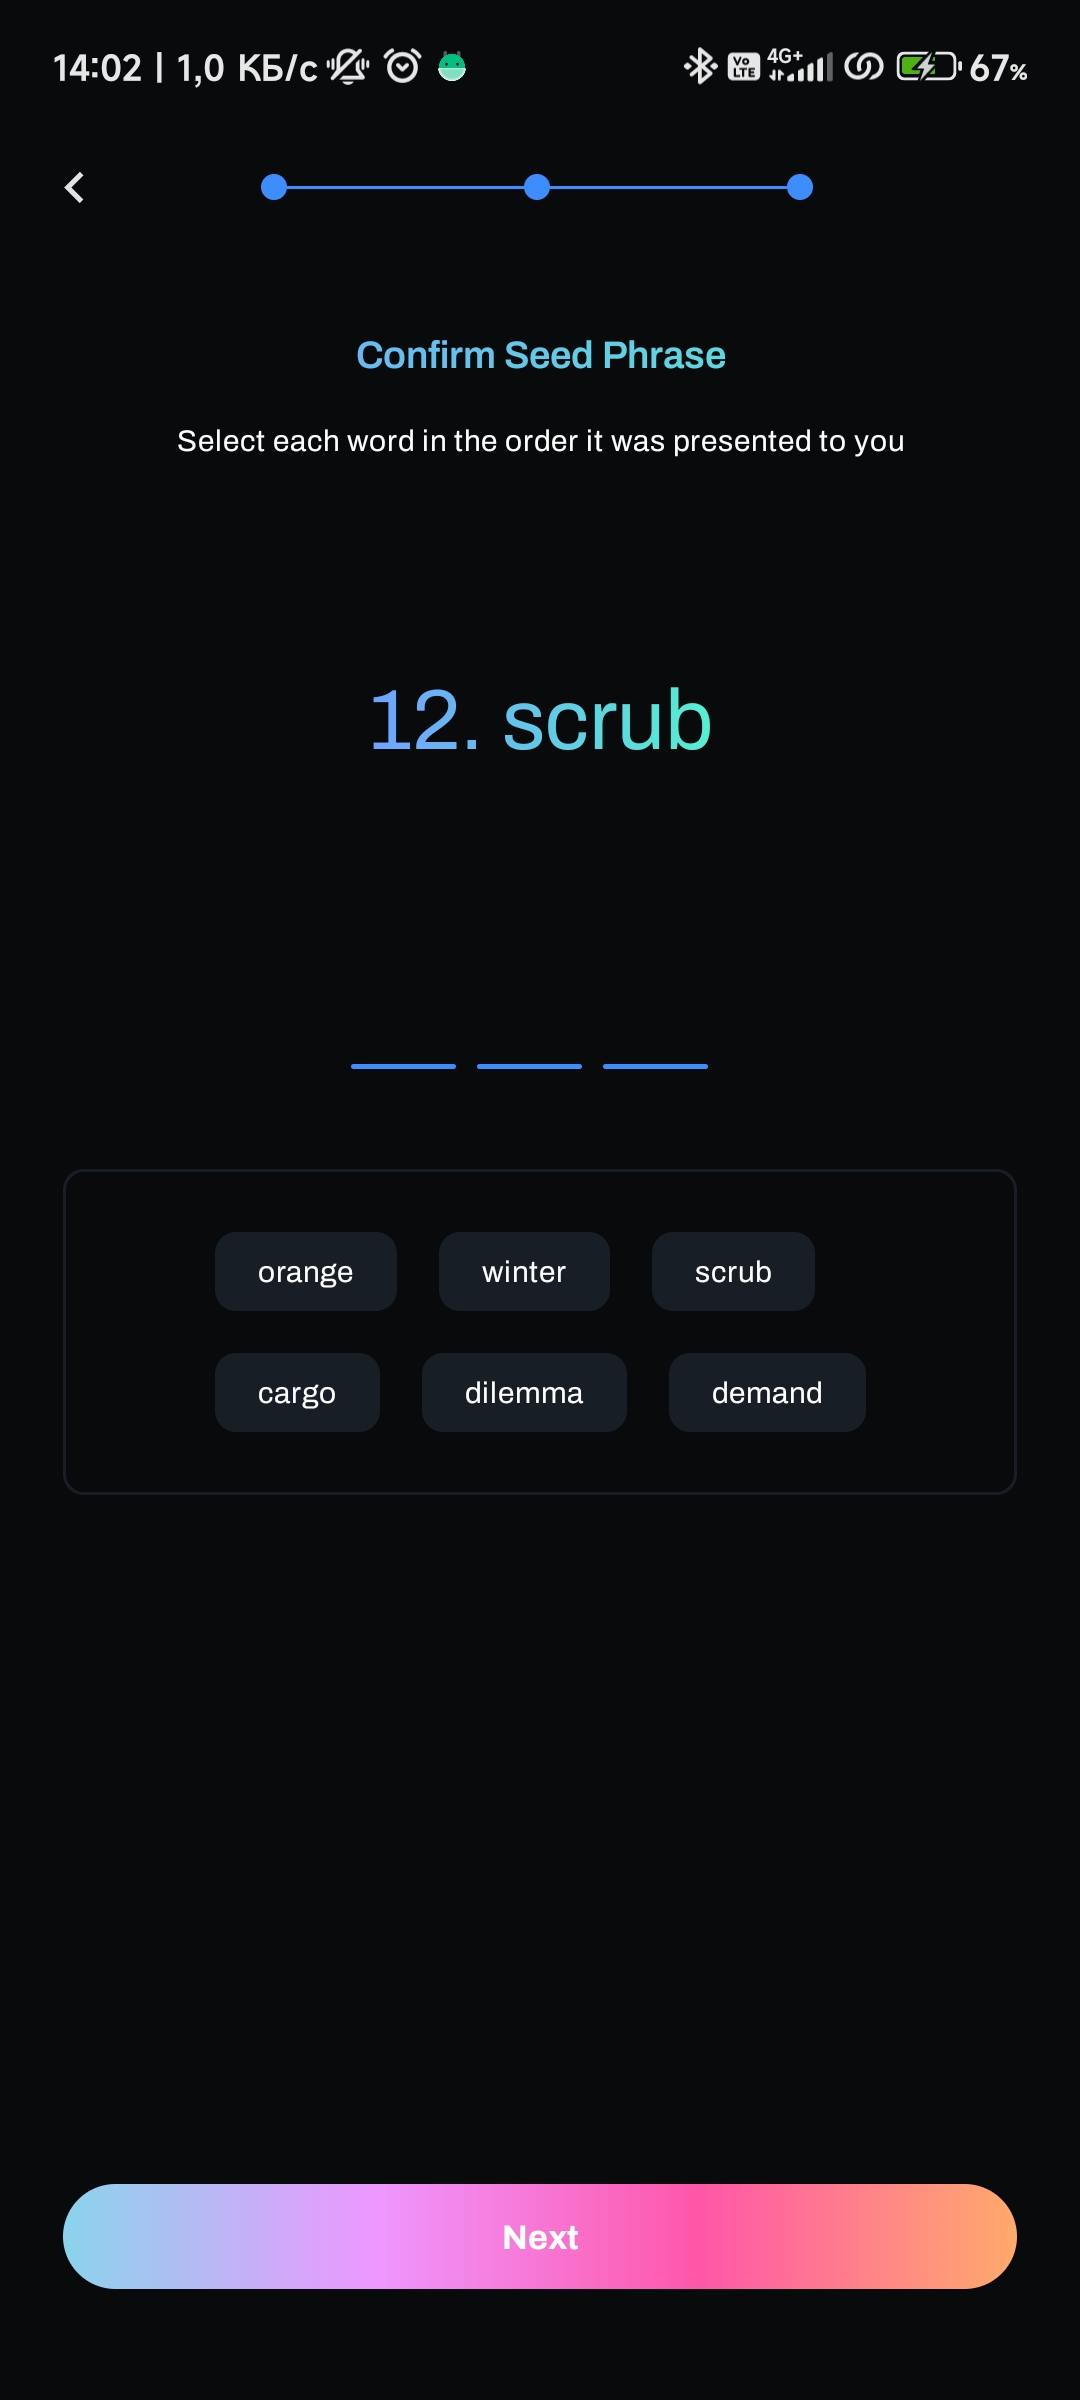 14:02 | 1,0 КБ/с Vo LTE 4G+ 67%
Confirm Seed Phrase
Select each word in the order it was presented to you
12. scrub
orange winter scrub
cargo dilemma demand
Next